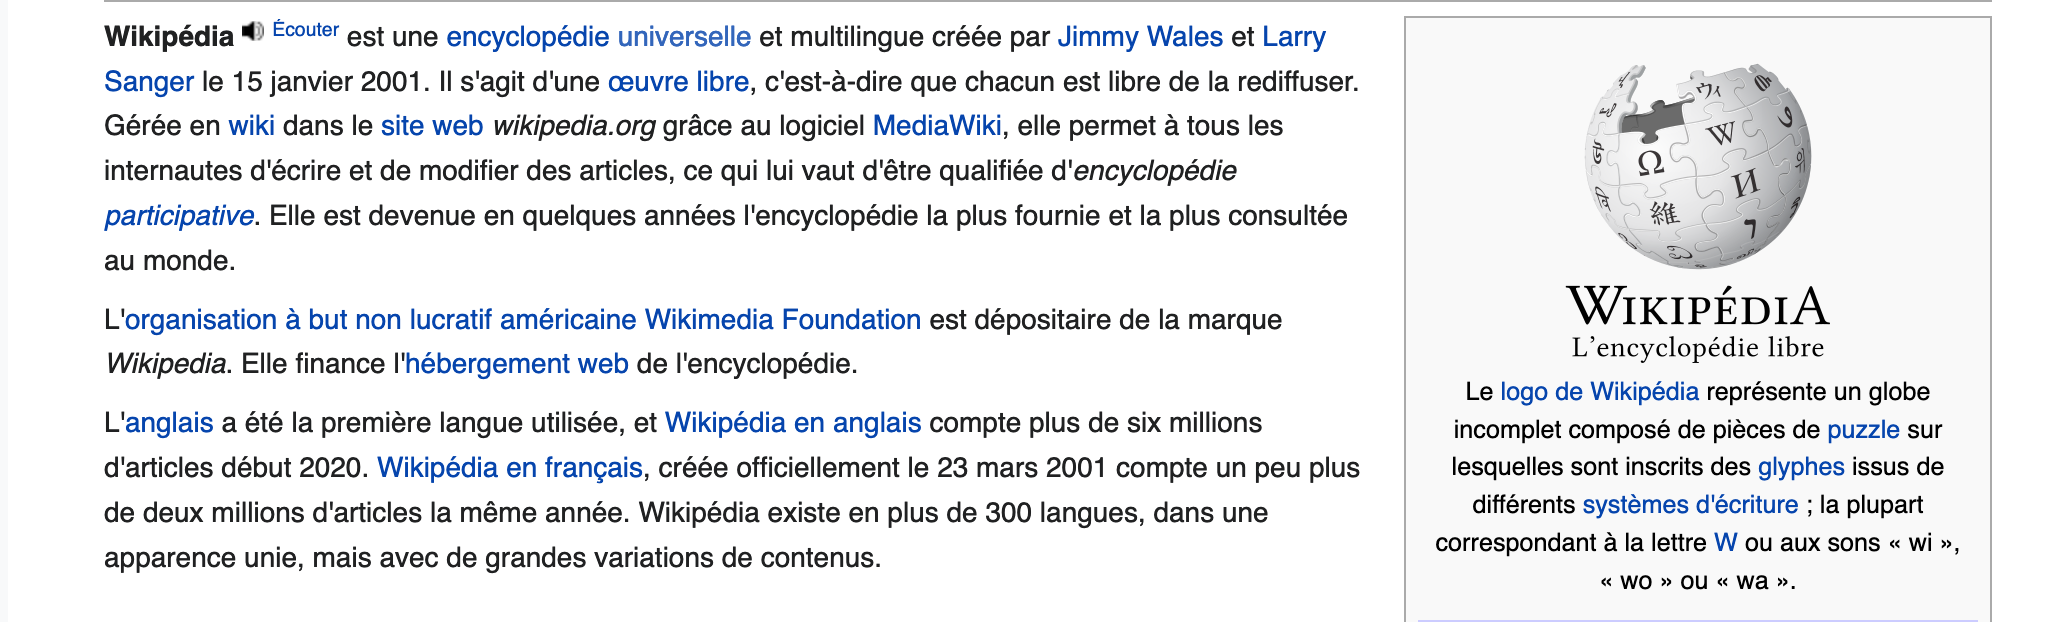 Wikipédia Écouter est une encyclopédie universelle et multilingue créée par Jimmy Wales et Larry
Sanger le 15 janvier 2001. Il s'agit d'une œuvre libre, c'est-à-dire que chacun est libre de la rediffuser.
Gérée en wiki dans le site web wikipedia.org grâce au logiciel MediaWiki, elle permet à tous les
internautes d'écrire et de modifier des articles, ce qui lui vaut d'être qualifiée d'encyclopédie
participative. Elle est devenue en quelques années l'encyclopédie la plus fournie et la plus consultée
au monde.
L'organisation à but non lucratif américaine Wikimedia Foundation est dépositaire de la marque
Wikipedia. Elle finance l'hébergement web de l'encyclopédie.
L'anglais a été la première langue utilisée, et Wikipédia en anglais compte plus de six millions
d'articles début 2020. Wikipédia en français, créée officiellement le 23 mars 2001 compte un peu plus
de deux millions d'articles la même année. Wikipédia existe en plus de 300 langues, dans une
apparence unie, mais avec de grandes variations de contenus.
ウィ
W
Ω
И
維
ר
WIKIPÉDIA
L'encyclopédie libre
Le logo de Wikipédia représente un globe
incomplet composé de pièces de puzzle sur
lesquelles sont inscrits des glyphes issus de
différents systèmes d'écriture ; la plupart
correspondant à la lettre W ou aux sons « wi »,
« wo » ou « wa ».